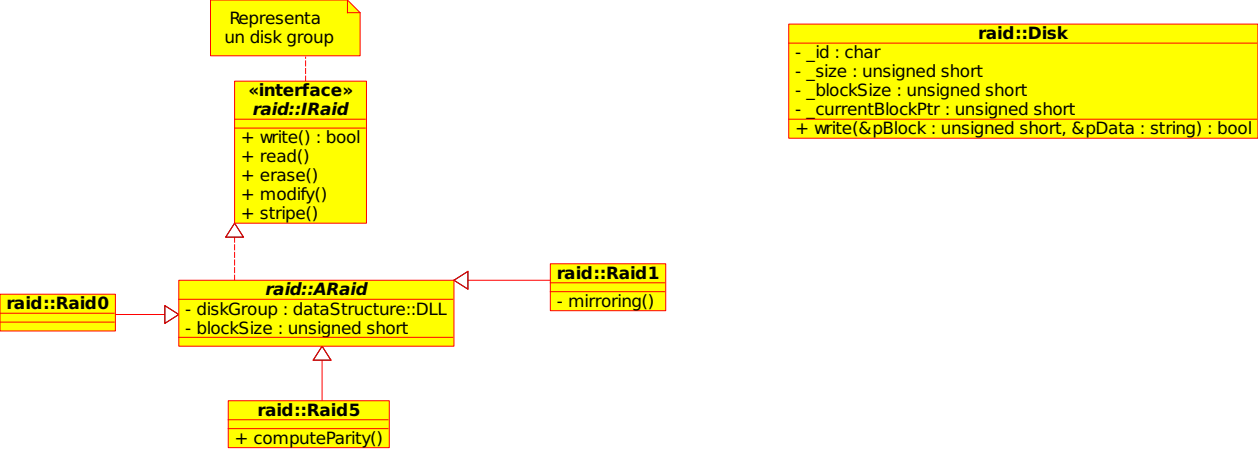 Representa
un disk group
«interface»
raid::IRaid
+ write() : bool
+ read()
+ erase()
+ modify()
+ stripe()
raid::Disk
- _id : char
- _size : unsigned short
- _blockSize : unsigned short
- _currentBlockPtr : unsigned short
+ write(&pBlock : unsigned short, &pData : string) : bool
raid::Raid0
raid::ARaid
- diskGroup : dataStructure::DLL
- blockSize : unsigned short
raid::Raid1
- mirroring()
raid::Raid5
+ computeParity()